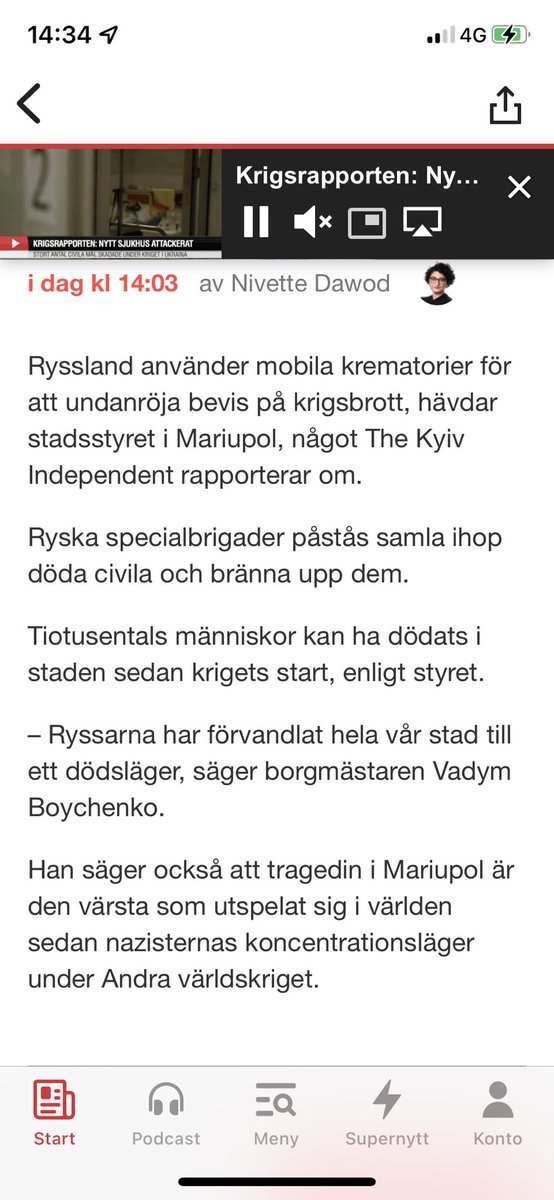 14:34
4G
Krigsrapporten: Ny...
2
KRIGSRAPPORTEN: NYTT SJUKHUS ATTACKERAT
STORT ANTAL CIVILA MÅL SKADADE UNDER KRIGET I UKRAINA
i dag kl 14:03 av Nivette Dawod
Ryssland använder mobila krematorier för
att undanröja bevis på krigsbrott, hävdar
stadsstyret i Mariupol, något The Kyiv
Independent rapporterar om.
Ryska specialbrigader påstås samla ihop
döda civila och bränna upp dem.
Tiotusentals människor kan ha dödats i
staden sedan krigets start, enligt styret.
– Ryssarna har förvandlat hela vår stad till
ett dödsläger, säger borgmästaren Vadym
Boychenko.
Han säger också att tragedin i Mariupol är
den värsta som utspelat sig i världen
sedan nazisternas koncentrationsläger
under Andra världskriget.
Start
Podcast
Meny
Supernytt
Konto